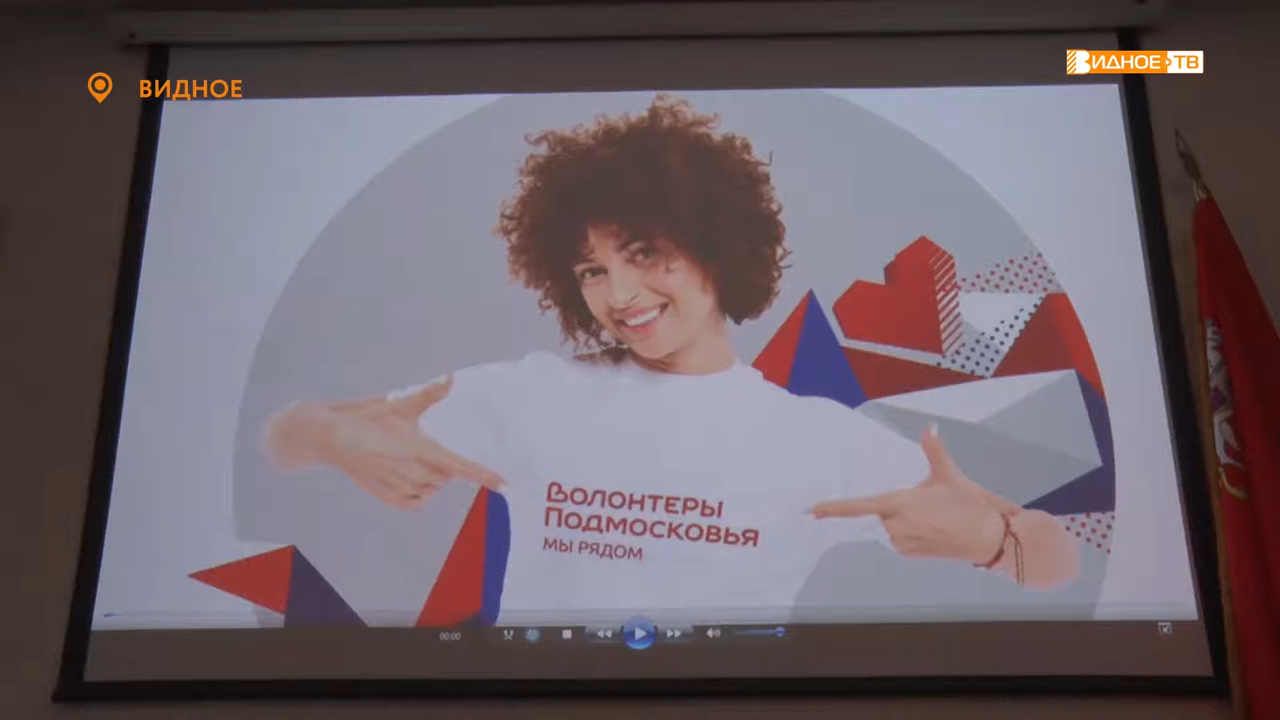 ВИДНОЕ
ВИДНОЕ ТВ
ВОЛОНТЕРЫ
ПОДМОСКОВЬЯ
МЫ РЯДОМ
00:00